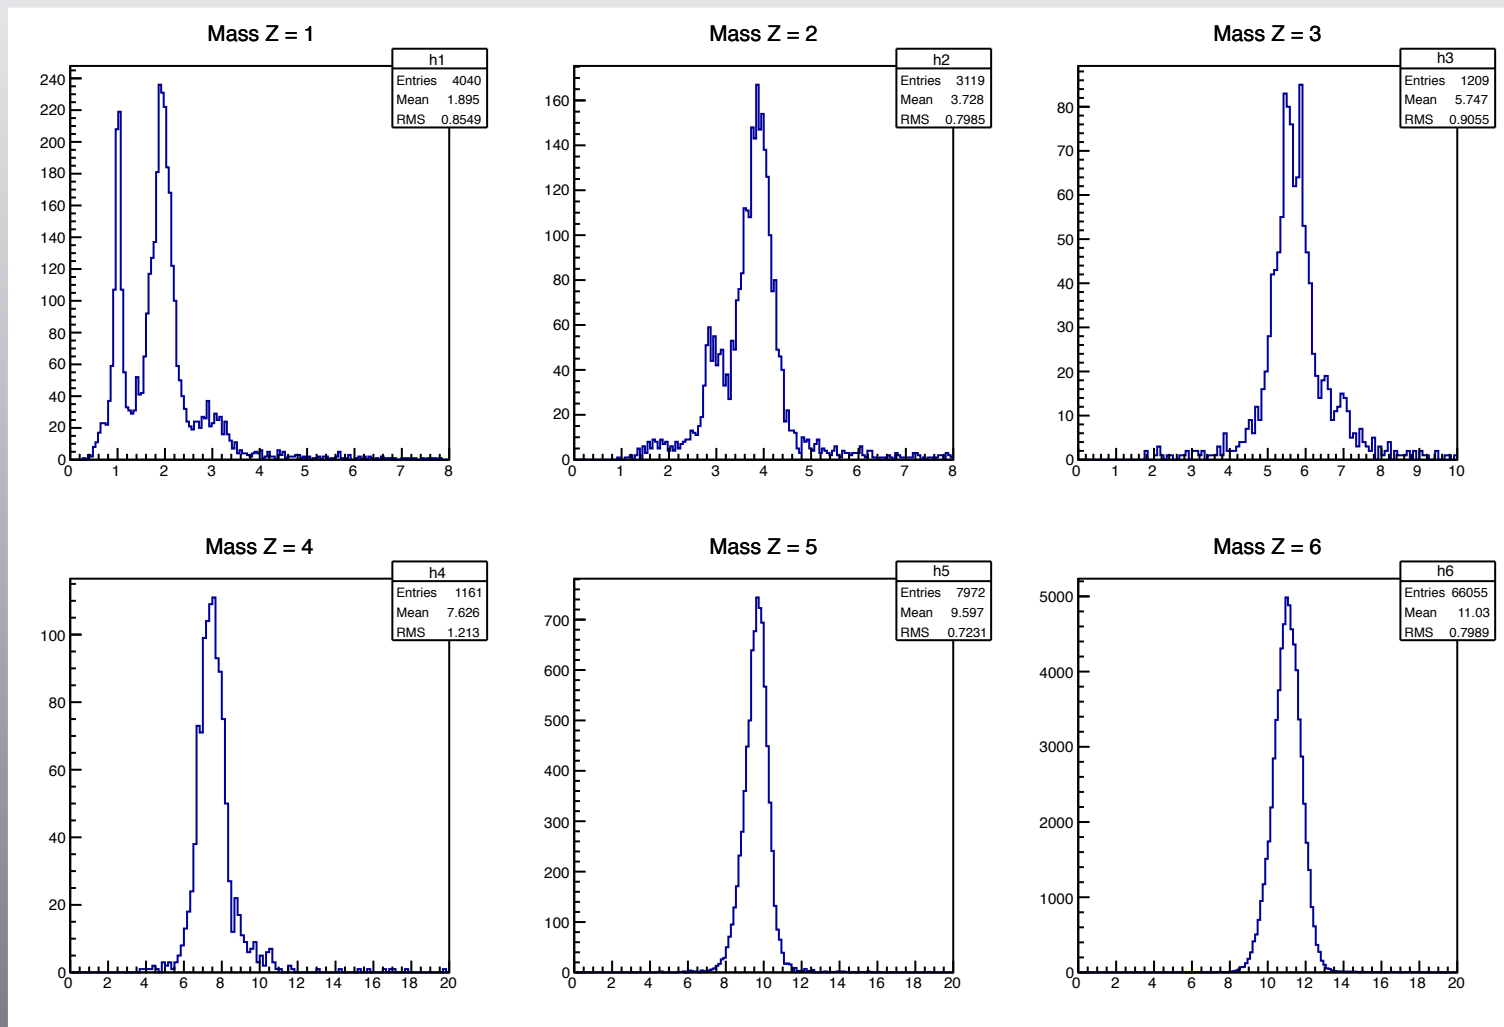 Mass Z = 1
h1
Entries 4040
Mean 1.895
RMS 0.8549
240
220
200
180
160
140
120
100
80
60
40
20
0
0 1 2 3 4 5 6 7 8
Mass Z = 2
h2
Entries 3119
Mean 3.728
RMS 0.7985
160
140
120
100
80
60
40
20
0
0 1 2 3 4 5 6 7 8
Mass Z = 3
h3
Entries 1209
Mean 5.747
RMS 0.9055
80
70
60
50
40
30
20
10
0
0 1 2 3 4 5 6 7 8 9 10
Mass Z = 4
h4
Entries 1161
Mean 7.626
RMS 1.213
100
80
60
40
20
0
0 2 4 6 8 10 12 14 16 18 20
Mass Z = 5
h5
Entries 7972
Mean 9.597
RMS 0.7231
700
600
500
400
300
200
100
0
0 2 4 6 8 10 12 14 16 18 20
Mass Z = 6
h6
Entries 66055
Mean 11.03
RMS 0.7989
5000
4000
3000
2000
1000
0
0 2 4 6 8 10 12 14 16 18 20